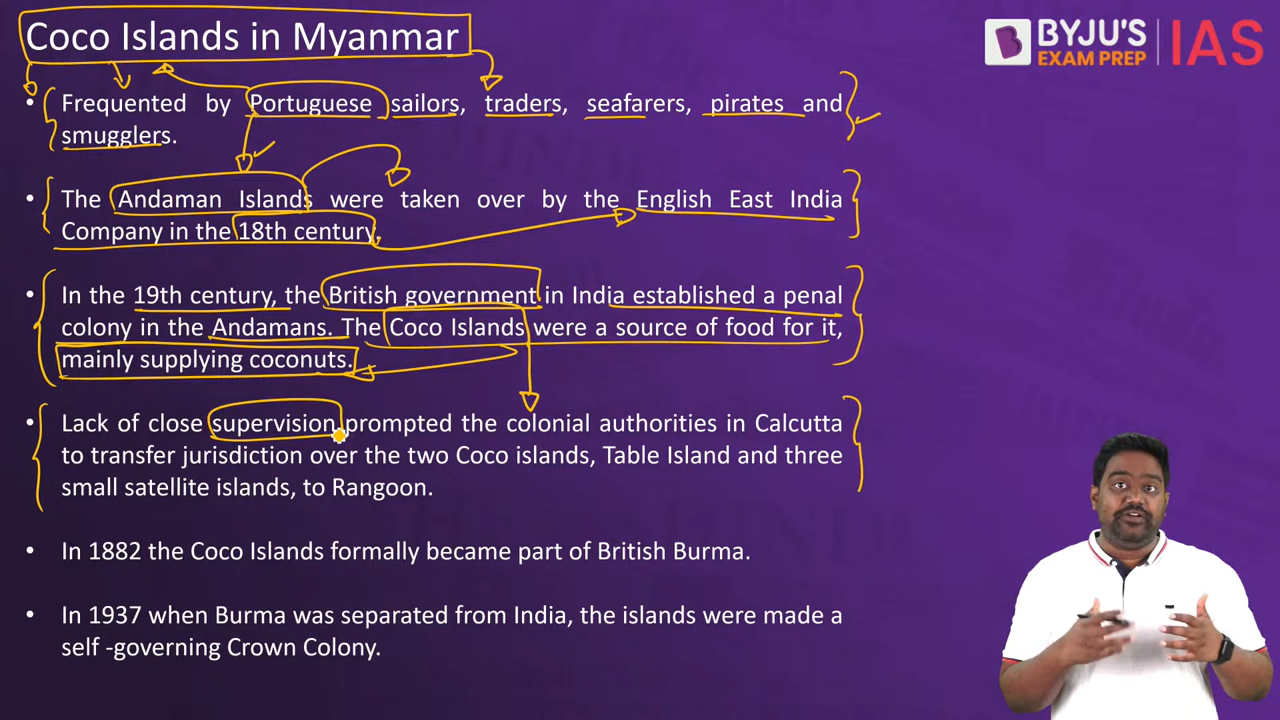 Coco Islands in Myanmar
BYJU'S
EXAM PREP
IAS
• Frequented by Portuguese sailors, traders, seafarers, pirates and
smugglers.
• The Andaman Islands were taken over by the English East India
Company in the 18th century.
• In the 19th century, the British government in India established a penal
colony in the Andamans. The Coco Islands were a source of food for it,
mainly supplying coconuts.
• Lack of close supervision prompted the colonial authorities in Calcutta
to transfer jurisdiction over the two Coco islands, Table Island and three
small satellite islands, to Rangoon.
• In 1882 the Coco Islands formally became part of British Burma.
• In 1937 when Burma was separated from India, the islands were made a
self -governing Crown Colony.